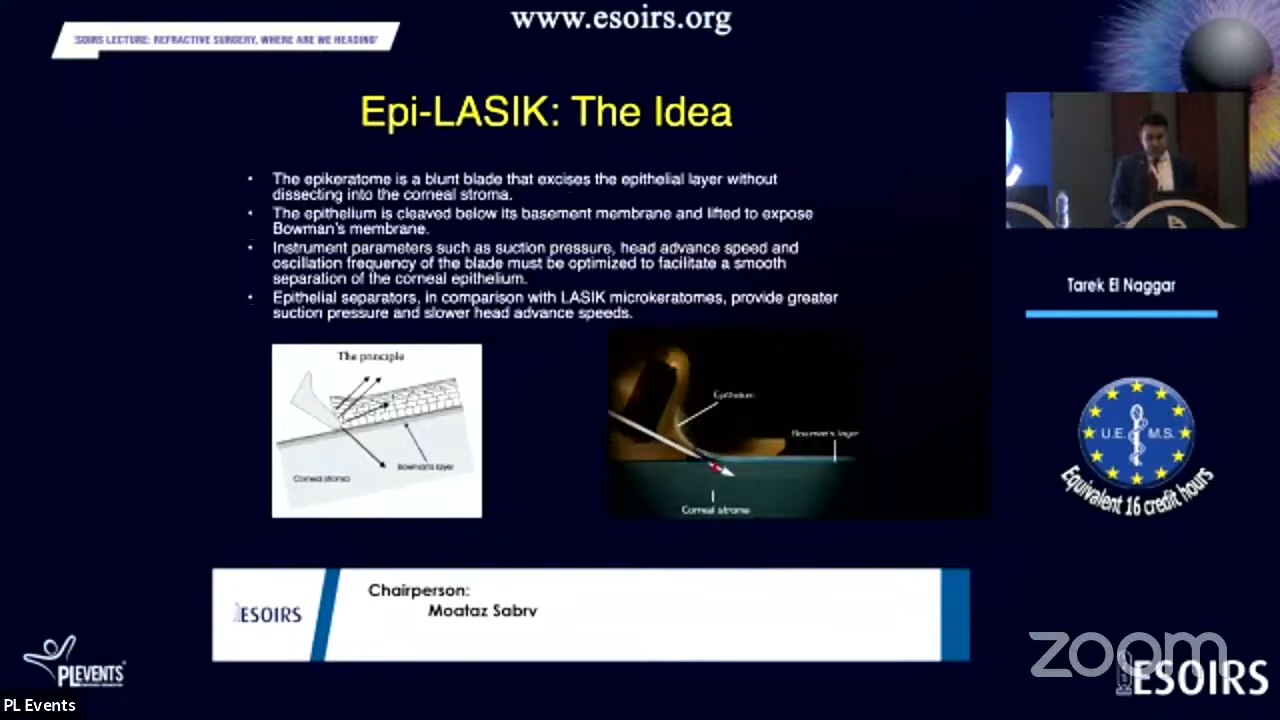 www.esoirs.org
'SOIRS LECTURE: REFRACTIVE SURGERY, WHERE ARE WE HEADING'
Epi-LASIK: The Idea
• The epikeratome is a blunt blade that excises the epithelial layer without
dissecting into the corneal stroma.
• The epithelium is cleaved below its basement membrane and lifted to expose
Bowman's membrane.
• Instrument parameters such as suction pressure, head advance speed and
oscillation frequency of the blade must be optimized to facilitate a smooth
separation of the corneal epithelium.
• Epithelial separators, in comparison with LASIK microkeratomes, provide greater
suction pressure and slower head advance speeds.
The principle
Bowman's layer
Corneal stroma
Epithelium
Bowman's layer
Corneal stroma
Tarek El Naggar
U.E. M.S.
Equivalent 16 credit hours
ESOIRS
Chairperson:
Moataz Sabry
PLEVENTS
zoom
ESOIRS
PL Events